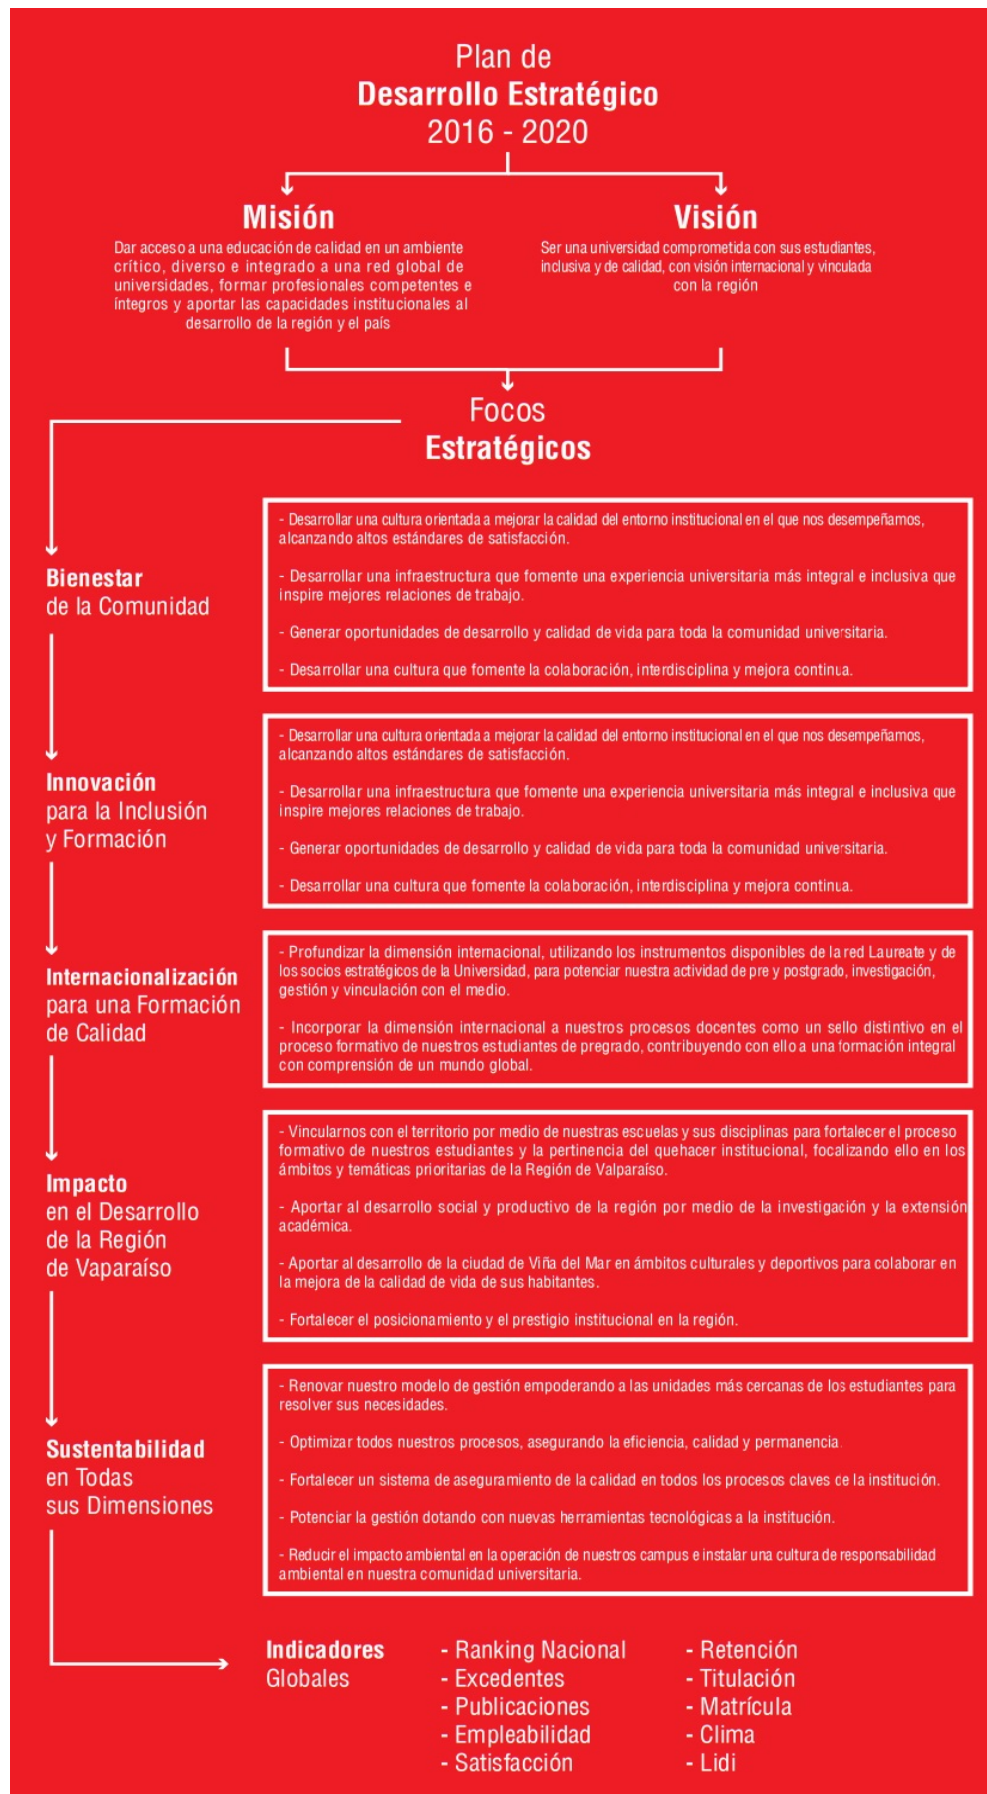 Plan de
Desarrollo Estratégico
2016 - 2020
Misión
Dar acceso a una educación de calidad en un ambiente
crítico, diverso e integrado a una red global de
universidades, formar profesionales competentes e
íntegros y aportar las capacidades institucionales al
desarrollo de la región y el país
Visión
Ser una universidad comprometida con sus estudiantes,
inclusiva y de calidad, con visión internacional y vinculada
con la región
Focos
Estratégicos
Bienestar
de la Comunidad
- Desarrollar una cultura orientada a mejorar la calidad del entorno institucional en el que nos desempeñamos,
alcanzando altos estándares de satisfacción.
- Desarrollar una infraestructura que fomente una experiencia universitaria más integral e inclusiva que
inspire mejores relaciones de trabajo.
- Generar oportunidades de desarrollo y calidad de vida para toda la comunidad universitaria.
- Desarrollar una cultura que fomente la colaboración, interdisciplina y mejora continua.
Innovación
para la Inclusión
y Formación
- Desarrollar una cultura orientada a mejorar la calidad del entorno institucional en el que nos desempeñamos,
alcanzando altos estándares de satisfacción.
- Desarrollar una infraestructura que fomente una experiencia universitaria más integral e inclusiva que
inspire mejores relaciones de trabajo.
- Generar oportunidades de desarrollo y calidad de vida para toda la comunidad universitaria.
- Desarrollar una cultura que fomente la colaboración, interdisciplina y mejora continua.
Internacionalización
para una Formación
de Calidad
- Profundizar la dimensión internacional, utilizando los instrumentos disponibles de la red Laureate y de
los socios estratégicos de la Universidad, para potenciar nuestra actividad de pre y postgrado, investigación,
gestión y vinculación con el medio.
- Incorporar la dimensión internacional a nuestros procesos docentes como un sello distintivo en el
proceso formativo de nuestros estudiantes de pregrado, contribuyendo con ello a una formación integral
con comprensión de un mundo global.
Impacto
en el Desarrollo
de la Región
de Vaparaíso
- Vincularnos con el territorio por medio de nuestras escuelas y sus disciplinas para fortalecer el proceso
formativo de nuestros estudiantes y la pertinencia del quehacer institucional, focalizando ello en los
ámbitos y temáticas prioritarias de la Región de Valparaíso.
- Aportar al desarrollo social y productivo de la región por medio de la investigación y la extensión
académica.
- Aportar al desarrollo de la ciudad de Viña del Mar en ámbitos culturales y deportivos para colaborar en
la mejora de la calidad de vida de sus habitantes.
- Fortalecer el posicionamiento y el prestigio institucional en la región.
Sustentabilidad
en Todas
sus Dimensiones
- Renovar nuestro modelo de gestión empoderando a las unidades más cercanas de los estudiantes para
resolver sus necesidades.
- Optimizar todos nuestros procesos, asegurando la eficiencia, calidad y permanencia.
- Fortalecer un sistema de aseguramiento de la calidad en todos los procesos claves de la institución.
- Potenciar la gestión dotando con nuevas herramientas tecnológicas a la institución.
- Reducir el impacto ambiental en la operación de nuestros campus e instalar una cultura de responsabilidad
ambiental en nuestra comunidad universitaria.
Indicadores
Globales
- Ranking Nacional
- Excedentes
- Publicaciones
- Empleabilidad
- Satisfacción
- Retención
- Titulación
- Matrícula
- Clima
- Lidi